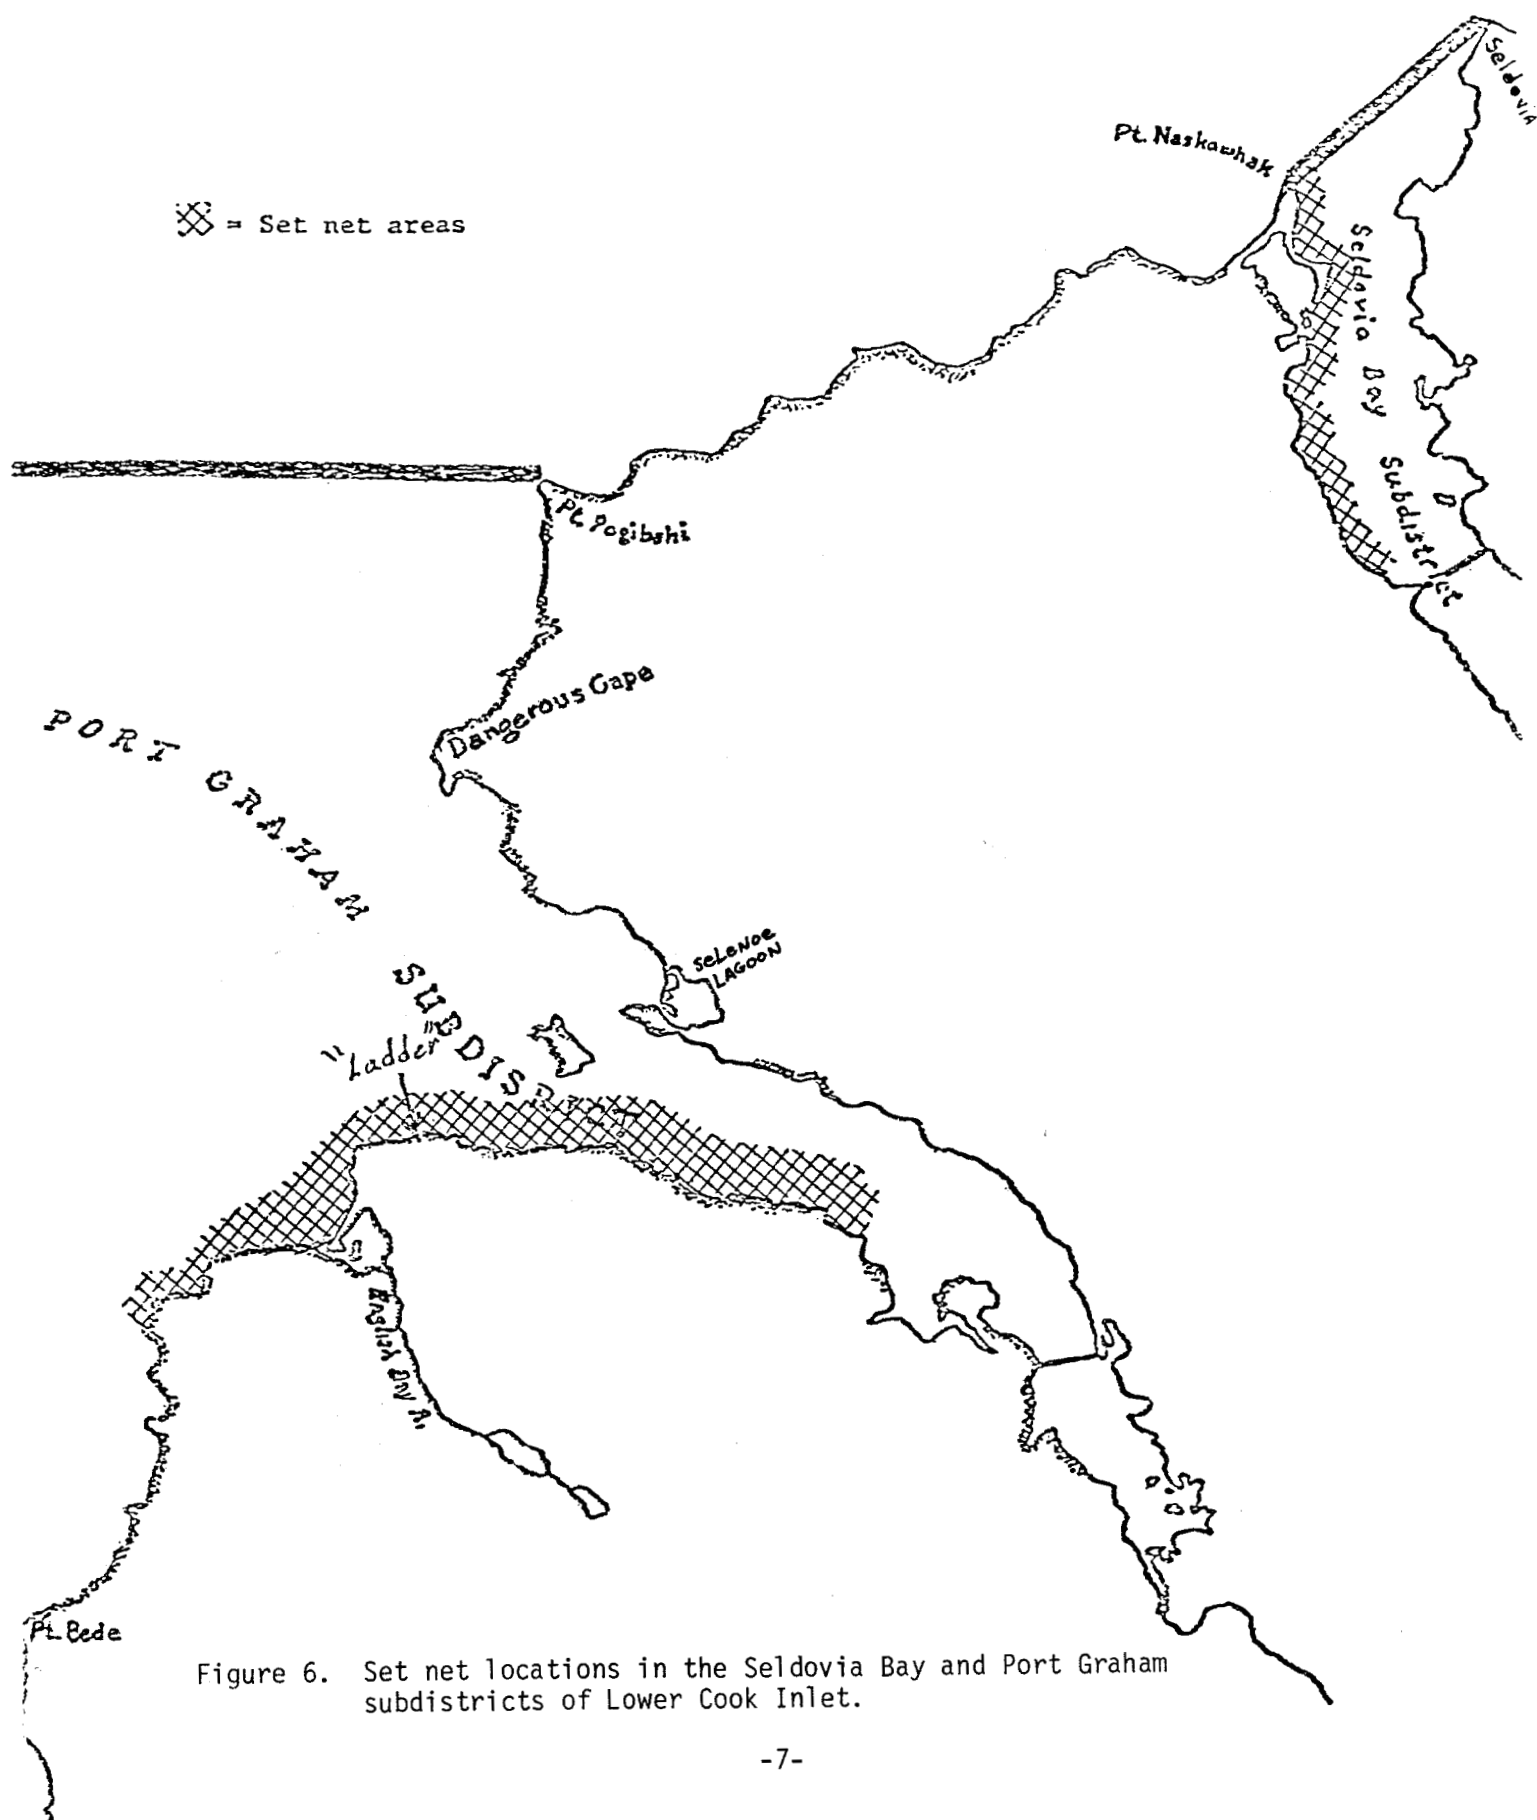 Seldovia
Pt. Naskowhak
= Set net areas
Seldovia Bay Subdistrict
Pt. Pogibshi
Dangerous Cape
PORT GRAHAM SUBDISRICT
SELENOE
LAGOON
"Ladder"
English Bay R.
Pt. Bede
Figure 6. Set net locations in the Seldovia Bay and Port Graham
subdistricts of Lower Cook Inlet.
-7-